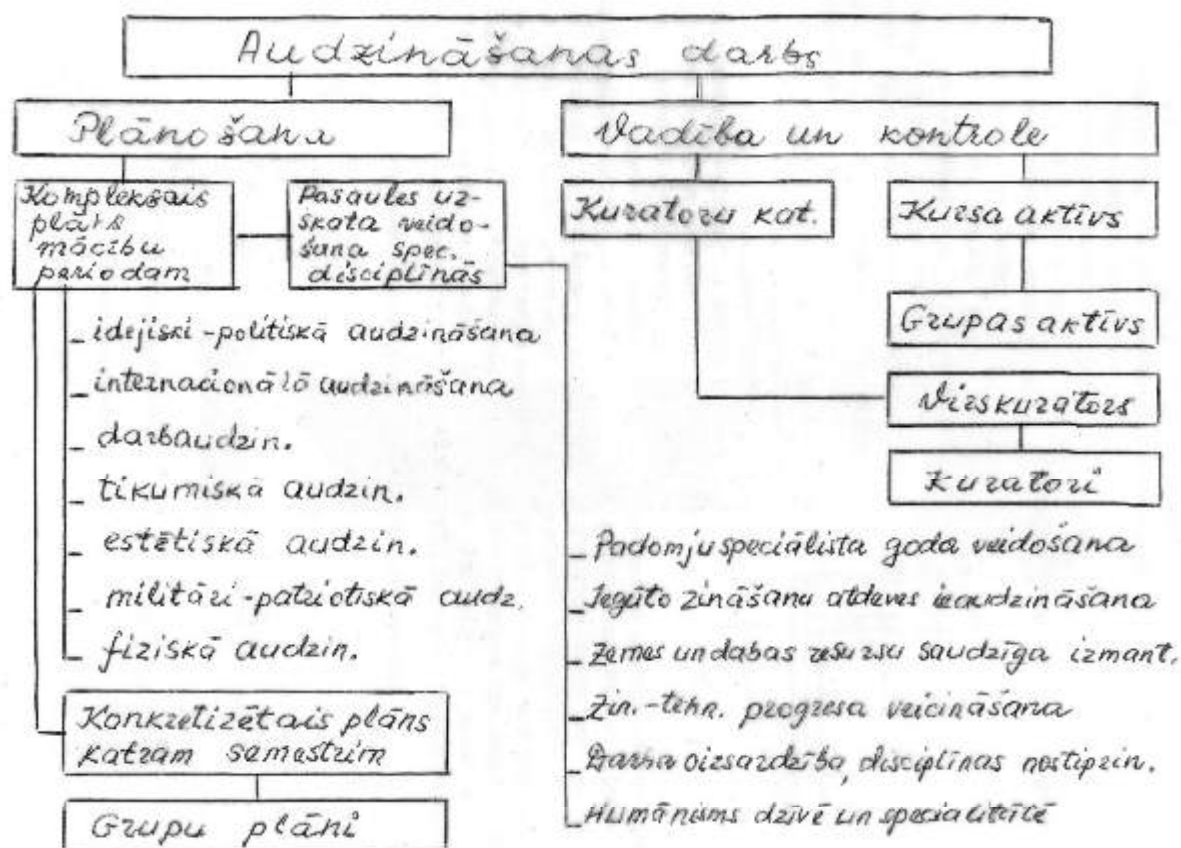 Audzināšanas darbs
Plānošana
Vadība un kontrole
Kompleksais
plāns
mācību
periodam
Pasaules uz-
skata veido-
šana spec.
disciplīnās
Kuratoru kat.
Kursa aktīvs
Grupas aktīvs
Virskurators
Kuratori
_ idejiski-politiskā audzināšana
_ internacionālā audzināšana
_ darbaudzin.
_ tikumiskā audzin.
_ estētiskā audzin.
_ militāri-patriotiskā audz.
_ fiziskā audzin.
Konkretizētais plāns
katram semestrim
Grupu plāni
_ Padomju speciālista goda veidošana
_ Iegūto zināšanu atdeves ieaudzināšana
_ Zemes un dabas resursu saudzīga izmant.
_ Zin.-tehn. progresa veicināšana
_ Darba aizsardzība, disciplīnas nostiprin.
_ Humānisms dzīvē un specialitātē